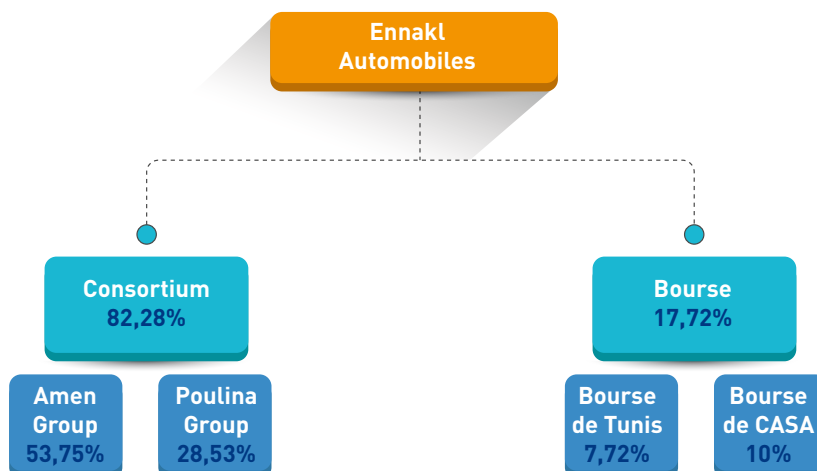 Ennakl
Automobiles
Consortium
82,28%
Bourse
17,72%
Amen
Group
53,75%
Poulina
Group
28,53%
Bourse
de Tunis
7,72%
Bourse
de CASA
10%